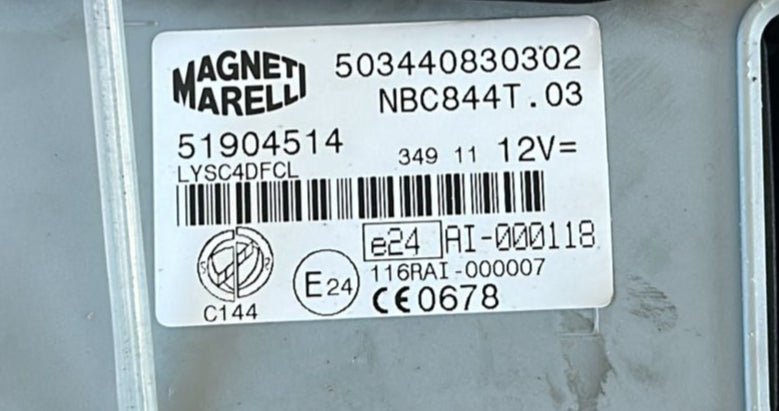 MAGNETI MARELLI
503440830302
NBC844T.03
51904514
349 11 12V=
LYSC4DFCL
e24 AI-000118
E24
116RAI-000007
C144
CE0678